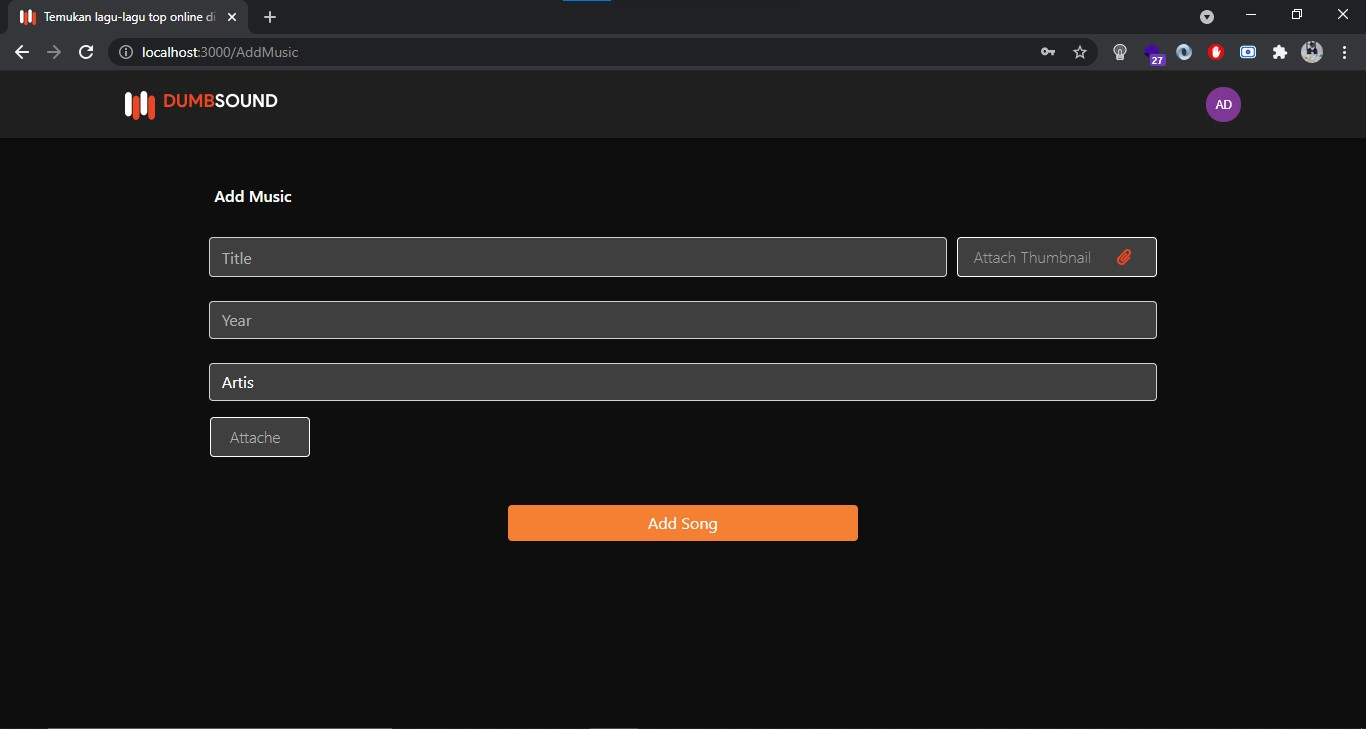 Temukan lagu-lagu top online di
localhost:3000/AddMusic
27
DUMBSOUND
AD
Add Music
Title
Attach Thumbnail
Year
Artis
Attache
Add Song